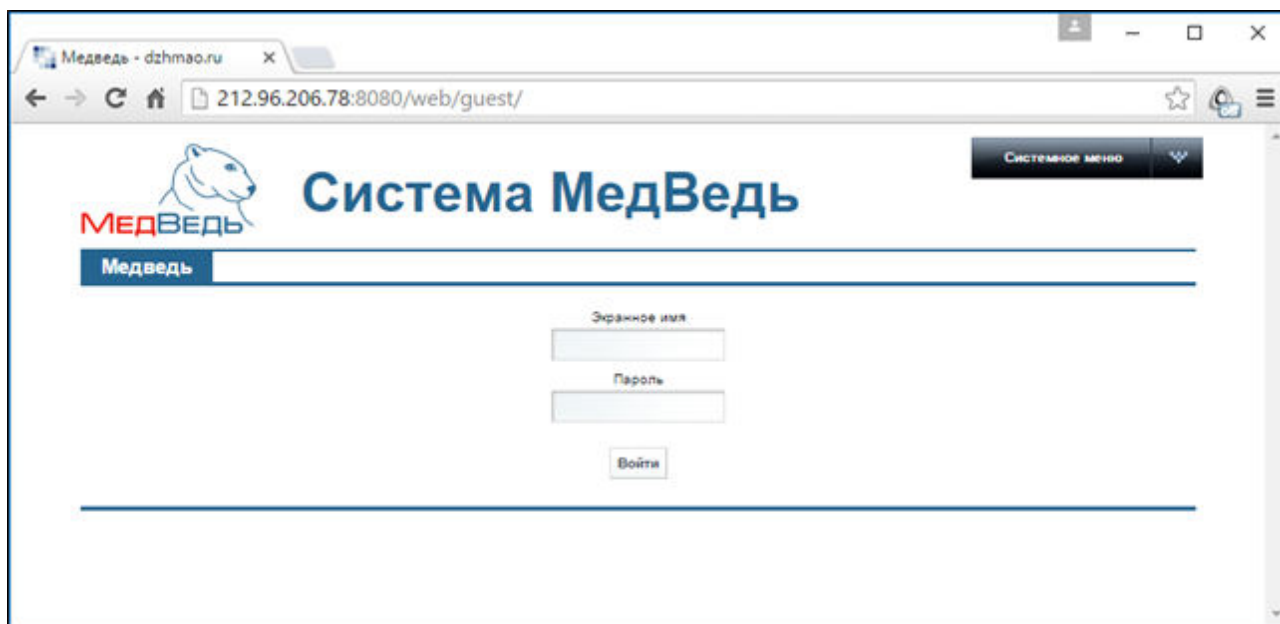 Медведь - dzhmao.ru
212.96.206.78:8080/web/guest/
Системное меню
МЕДВЕДЬ
Система МедВедь
Медведь
Экранное имя
Пароль
Войти